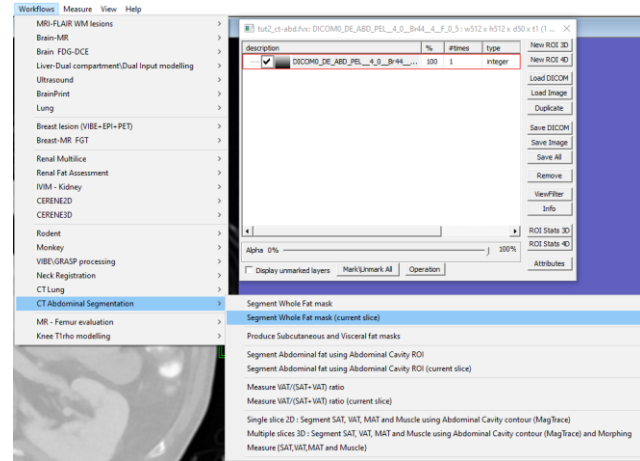 Workflows Measure View Help
MRI-FLAIR WM lesions
Brain-MR
Brain FDG-DCE
Liver-Dual compartment\Dual Input modelling
Ultrasound
BrainPrint
Lung
Breast lesion (VIBE+EPI+PET)
Breast-MR FGT
Renal Multilice
Renal Fat Assessment
IVIM - Kidney
CERENE2D
CERENE3D
Rodent
Monkey
VIBE\GRASP processing
Neck Registration
CT Lung
CT Abdominal Segmentation
MR - Femur evaluation
Knee T1rho modelling
tut2_ct-abd.fvx: DICOM0_DE_ABD_PEL__4_0__Br44__4__F_0_5 : w512 x h512 x d50 x t1 (1 ...
description % #times type
DICOM0_DE_ABD_PEL__4_0__Br44__... 100 1 integer
Alpha 0% 100%
Display unmarked layers Mark\Unmark All Operation
New ROI 3D
New ROI 4D
Load DICOM
Load Image
Duplicate
Save DICOM
Save Image
Save All
Remove
ViewFilter
Info
ROI Stats 3D
ROI Stats 4D
Attributes
Segment Whole Fat mask
Segment Whole Fat mask (current slice)
Produce Subcutaneous and Visceral fat masks
Segment Abdominal fat using Abdominal Cavity ROI
Segment Abdominal fat using Abdominal Cavity ROI (current slice)
Measure VAT/(SAT+VAT) ratio
Measure VAT/(SAT+VAT) ratio (current slice)
Single slice 2D : Segment SAT, VAT, MAT and Muscle using Abdominal Cavity contour (MagTrace)
Multiple slices 3D : Segment SAT, VAT, MAT and Muscle using Abdominal Cavity contour (MagTrace) and Morphing
Measure (SAT,VAT,MAT and Muscle)